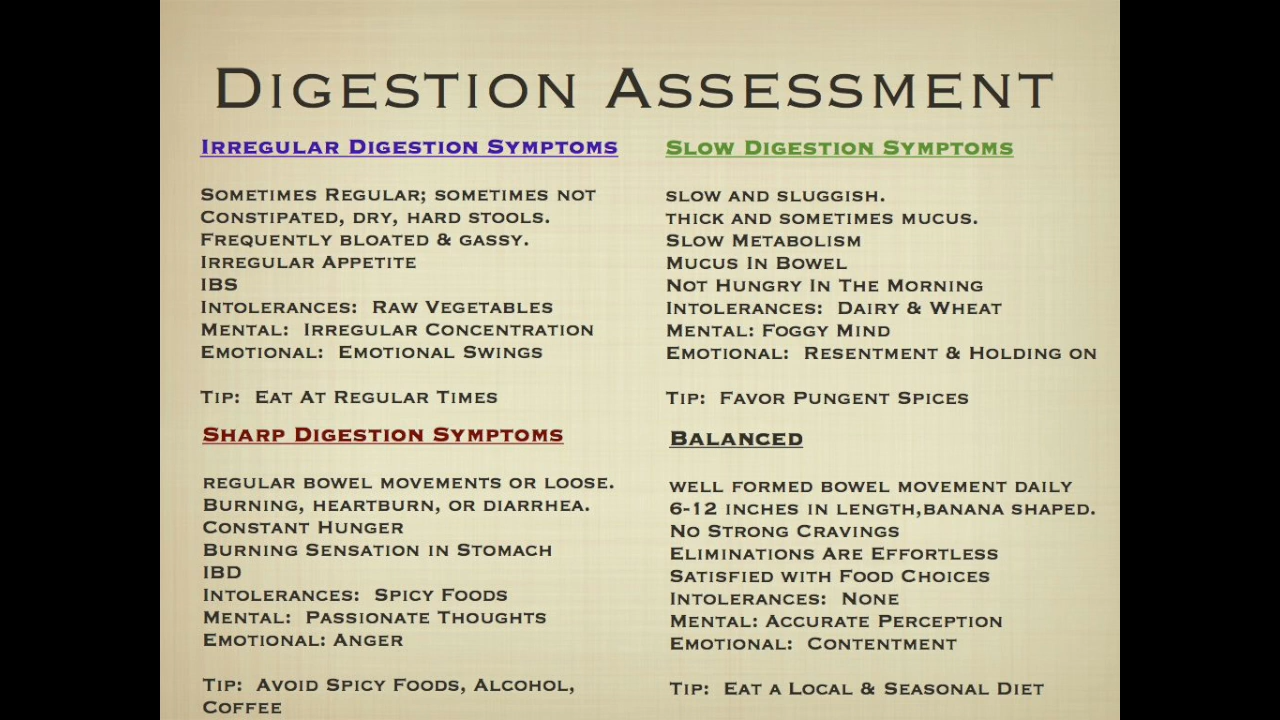 Digestion Assessment
Irregular Digestion Symptoms
Sometimes Regular; sometimes not
Constipated, dry, hard stools.
Frequently bloated & gassy.
Irregular Appetite
IBS
Intolerances: Raw Vegetables
Mental: Irregular Concentration
Emotional: Emotional Swings
Tip: Eat At Regular Times
Slow Digestion Symptoms
slow and sluggish.
thick and sometimes mucus.
Slow Metabolism
Mucus In Bowel
Not Hungry In The Morning
Intolerances: Dairy & Wheat
Mental: Foggy Mind
Emotional: Resentment & Holding on
Tip: Favor Pungent Spices
Sharp Digestion Symptoms
regular bowel movements or loose.
Burning, heartburn, or diarrhea.
Constant Hunger
Burning Sensation in Stomach
IBD
Intolerances: Spicy Foods
Mental: Passionate Thoughts
Emotional: Anger
Tip: Avoid Spicy Foods, Alcohol,
Coffee
Balanced
well formed bowel movement daily
6-12 inches in length,banana shaped.
No Strong Cravings
Eliminations Are Effortless
Satisfied with Food Choices
Intolerances: None
Mental: Accurate Perception
Emotional: Contentment
Tip: Eat a Local & Seasonal Diet